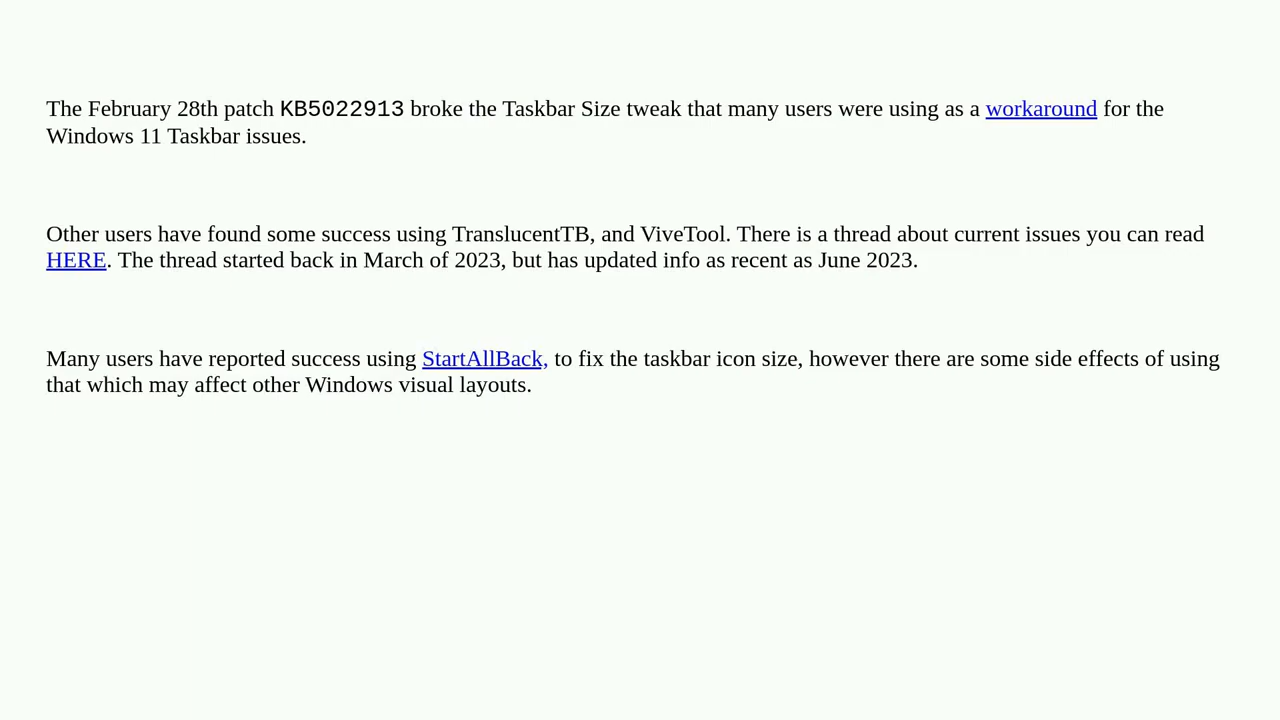 The February 28th patch KB5022913 broke the Taskbar Size tweak that many users were using as a workaround for the
Windows 11 Taskbar issues.
Other users have found some success using TranslucentTB, and ViveTool. There is a thread about current issues you can read
HERE. The thread started back in March of 2023, but has updated info as recent as June 2023.
Many users have reported success using StartAllBack, to fix the taskbar icon size, however there are some side effects of using
that which may affect other Windows visual layouts.